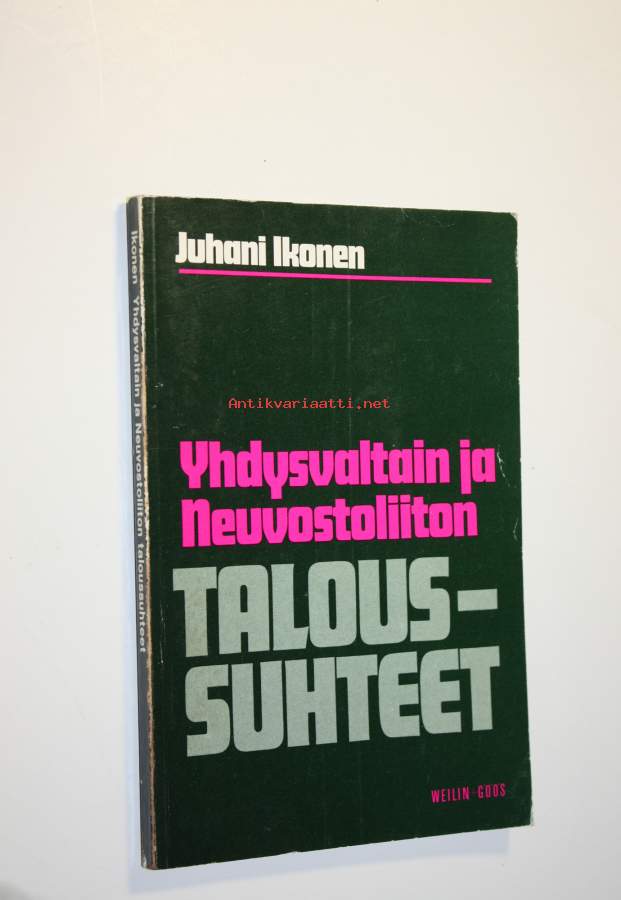 Juhani Ikonen
Antikvariaatti.net
Yhdysvaltain ja
Neuvostoliiton
TALOUS-
SUHTEET
WEILIN+GÖÖS
Ikonen Yhdysvaltain ja Neuvostoliiton taloussuhteet